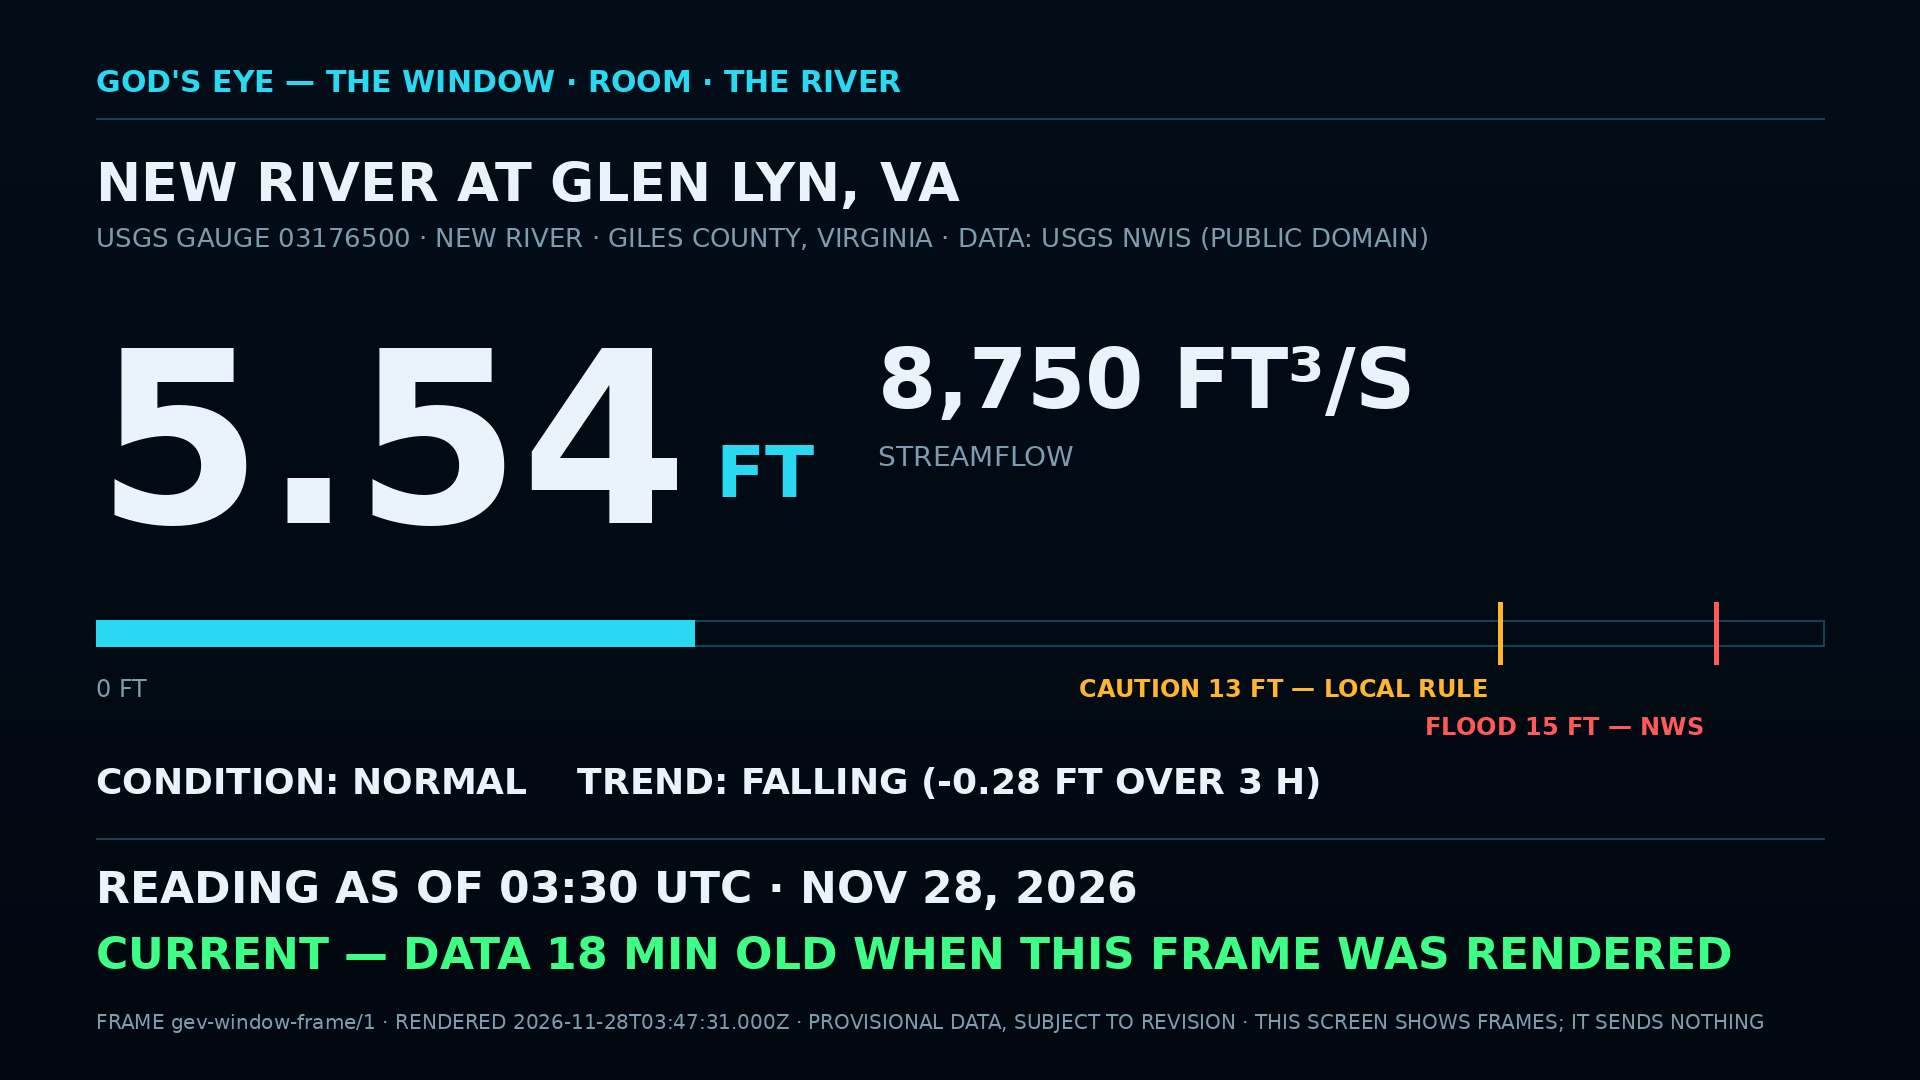 GOD'S EYE — THE WINDOW · ROOM · THE RIVER
NEW RIVER AT GLEN LYN, VA
USGS GAUGE 03176500 · NEW RIVER · GILES COUNTY, VIRGINIA · DATA: USGS NWIS (PUBLIC DOMAIN)
5.54 FT
8,750 FT³/S
STREAMFLOW
0 FT
CAUTION 13 FT — LOCAL RULE
FLOOD 15 FT — NWS
CONDITION: NORMAL TREND: FALLING (-0.28 FT OVER 3 H)
READING AS OF 03:30 UTC · NOV 28, 2026
CURRENT — DATA 18 MIN OLD WHEN THIS FRAME WAS RENDERED
FRAME gev-window-frame/1 · RENDERED 2026-11-28T03:47:31.000Z · PROVISIONAL DATA, SUBJECT TO REVISION · THIS SCREEN SHOWS FRAMES; IT SENDS NOTHING